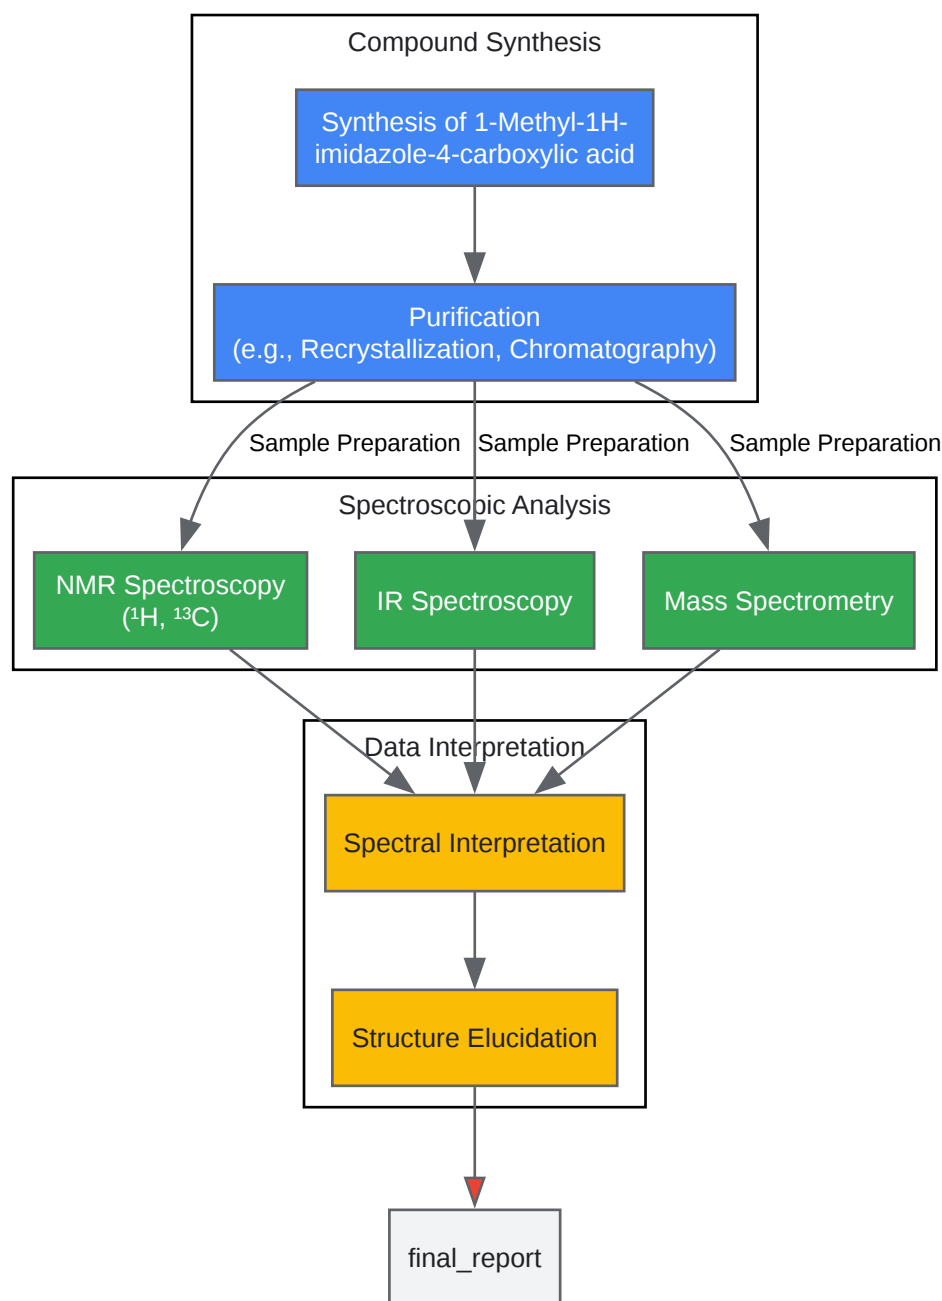 Compound Synthesis
Synthesis of 1-Methyl-1H-
imidazole-4-carboxylic acid
Purification
(e.g., Recrystallization, Chromatography)
Sample Preparation
Sample Preparation
Sample Preparation
Spectroscopic Analysis
NMR Spectroscopy
(¹H, ¹³C)
IR Spectroscopy
Mass Spectrometry
Data Interpretation
Spectral Interpretation
Structure Elucidation
final_report